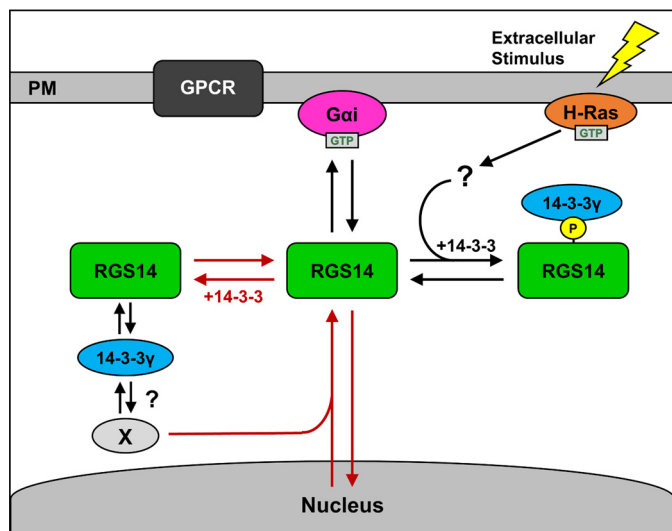 Extracellular
Stimulus
PM
GPCR
Gαi
GTP
H-Ras
GTP
?
14-3-3γ
P
+14-3-3
RGS14
RGS14
RGS14
+14-3-3
14-3-3γ
?
X
Nucleus